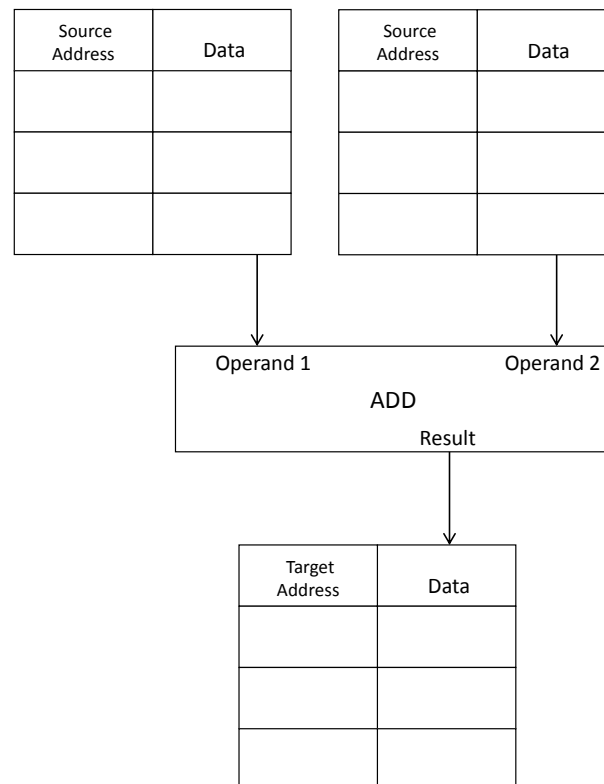 Source
Address
Data
Source
Address
Data
Operand 1
Operand 2
ADD
Result
Target
Address
Data